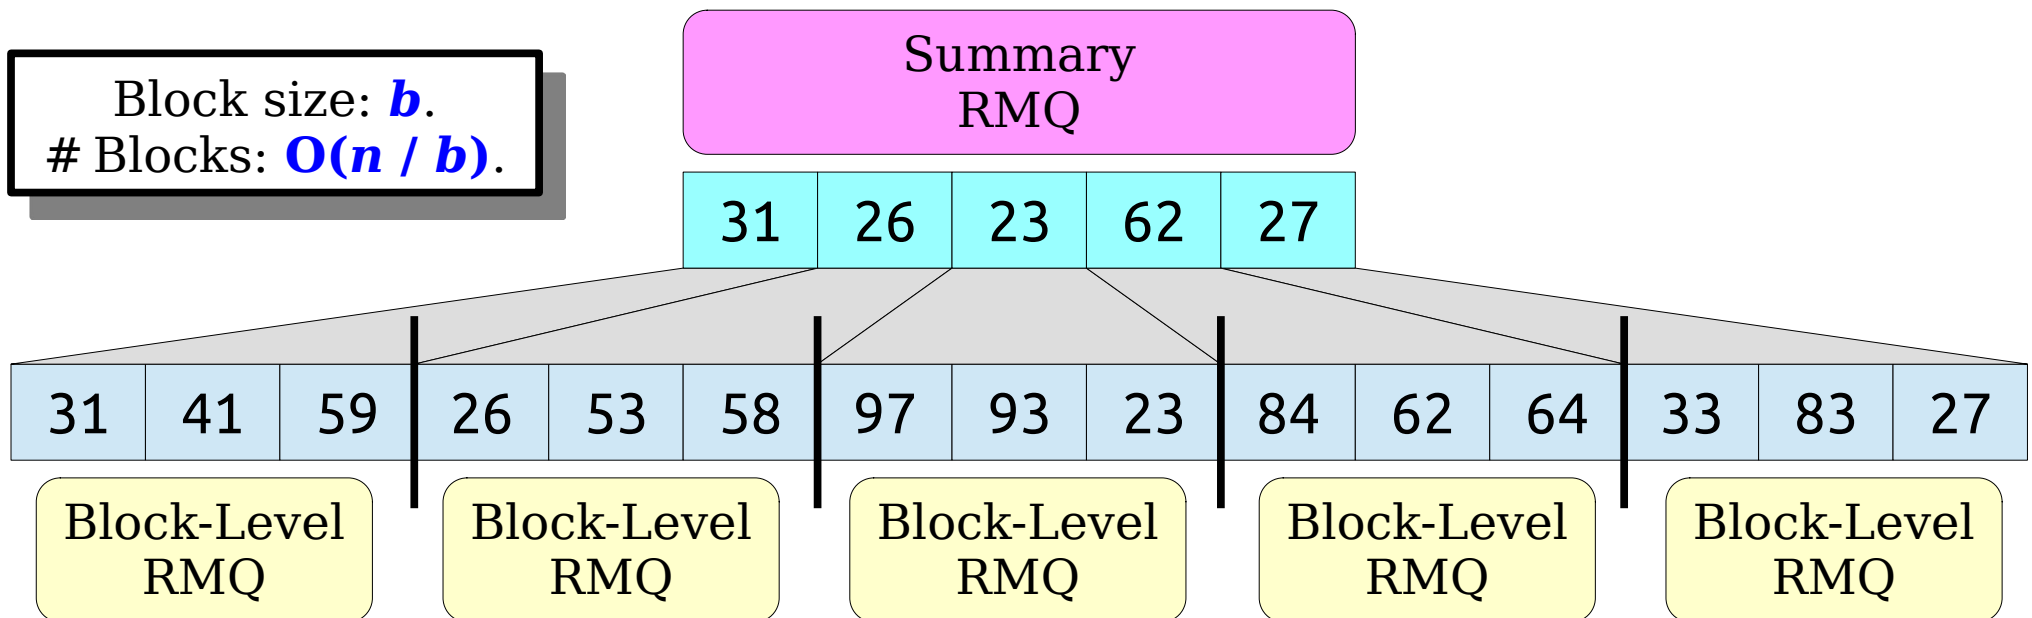 Block size: b.
# Blocks: O(n / b).
Summary
RMQ
31 26 23 62 27
31 41 59 26 53 58 97 93 23 84 62 64 33 83 27
Block-Level Block-Level Block-Level Block-Level Block-Level
RMQ RMQ RMQ RMQ RMQ